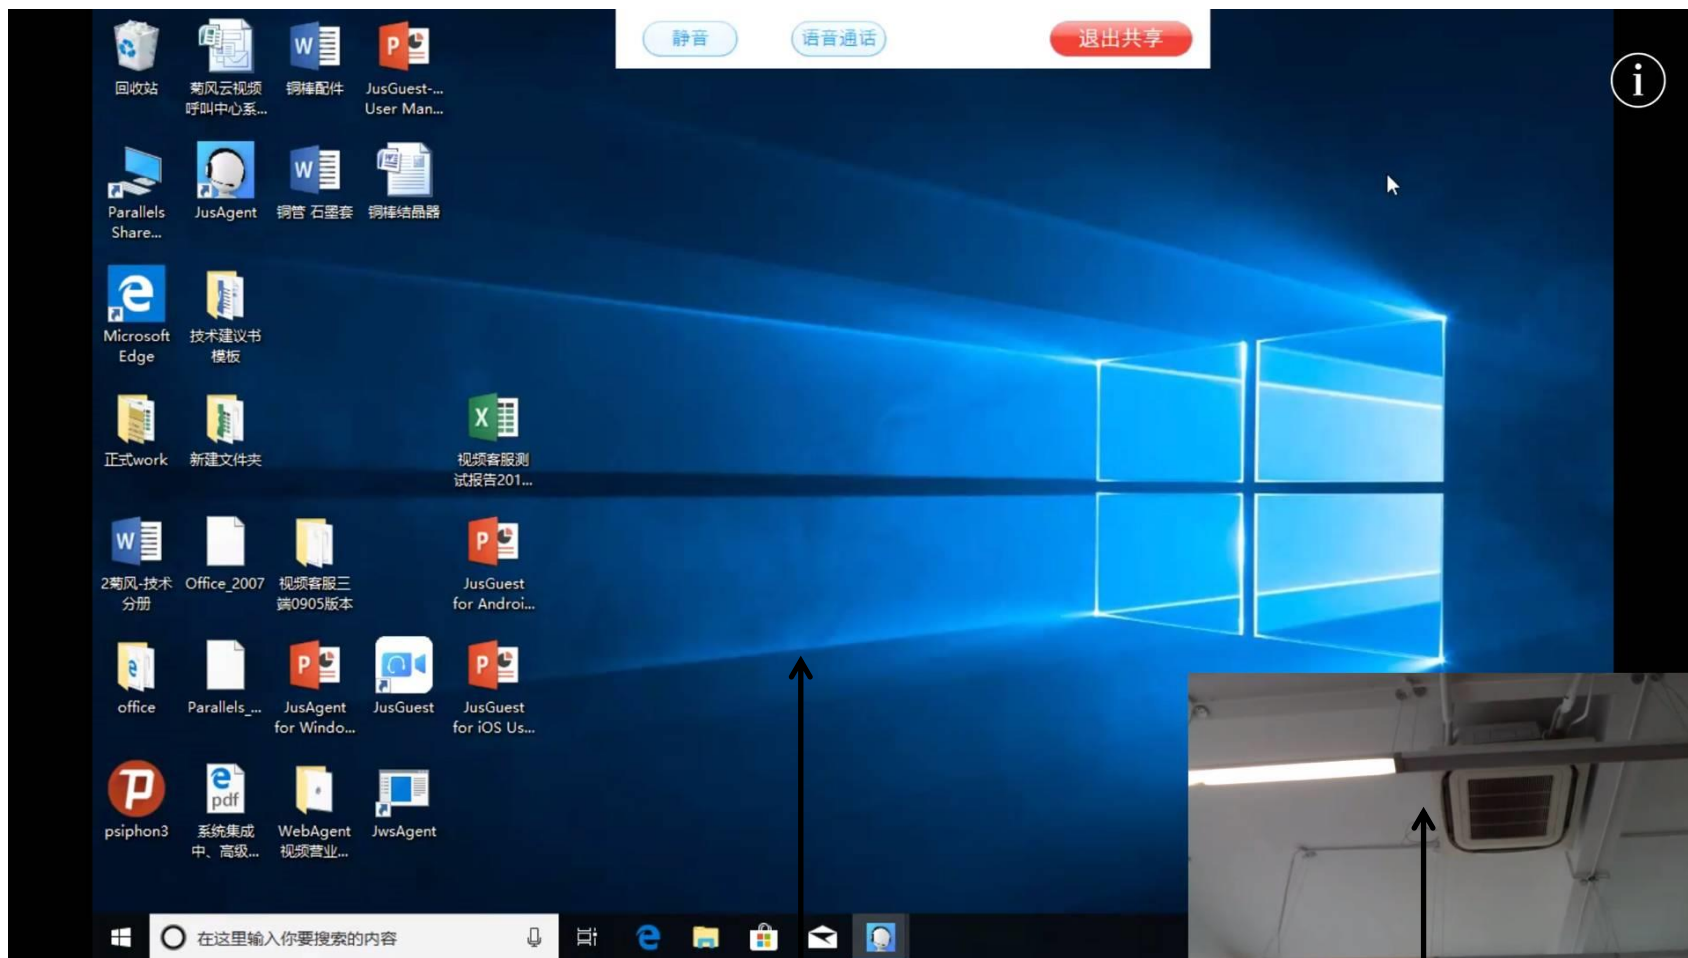 静音
语音通话
退出共享
i
回收站
菊风云视频
呼叫中心系...
铜棒配件
JusGuest-...
User Man...
Parallels
Share...
JusAgent
铜管 石墨套
铜棒结晶器
Microsoft
Edge
技术建议书
模板
正式work
新建文件夹
视频客服测
试报告201...
2菊风-技术
分册
Office_2007
视频客服三
端0905版本
JusGuest
for Androi...
office
Parallels_...
JusAgent
for Windo...
JusGuest
JusGuest
for iOS Us...
psiphon3
pdf
系统集成
中、高级...
WebAgent
视频营业...
JwsAgent
在这里输入你要搜索的内容